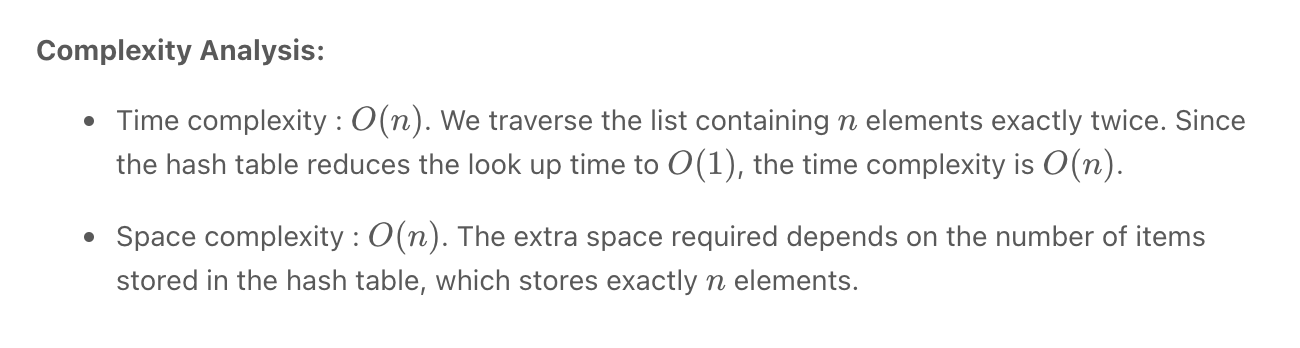 Complexity Analysis:
• Time complexity : O(n). We traverse the list containing n elements exactly twice. Since
the hash table reduces the look up time to O(1), the time complexity is O(n).
• Space complexity : O(n). The extra space required depends on the number of items
stored in the hash table, which stores exactly n elements.